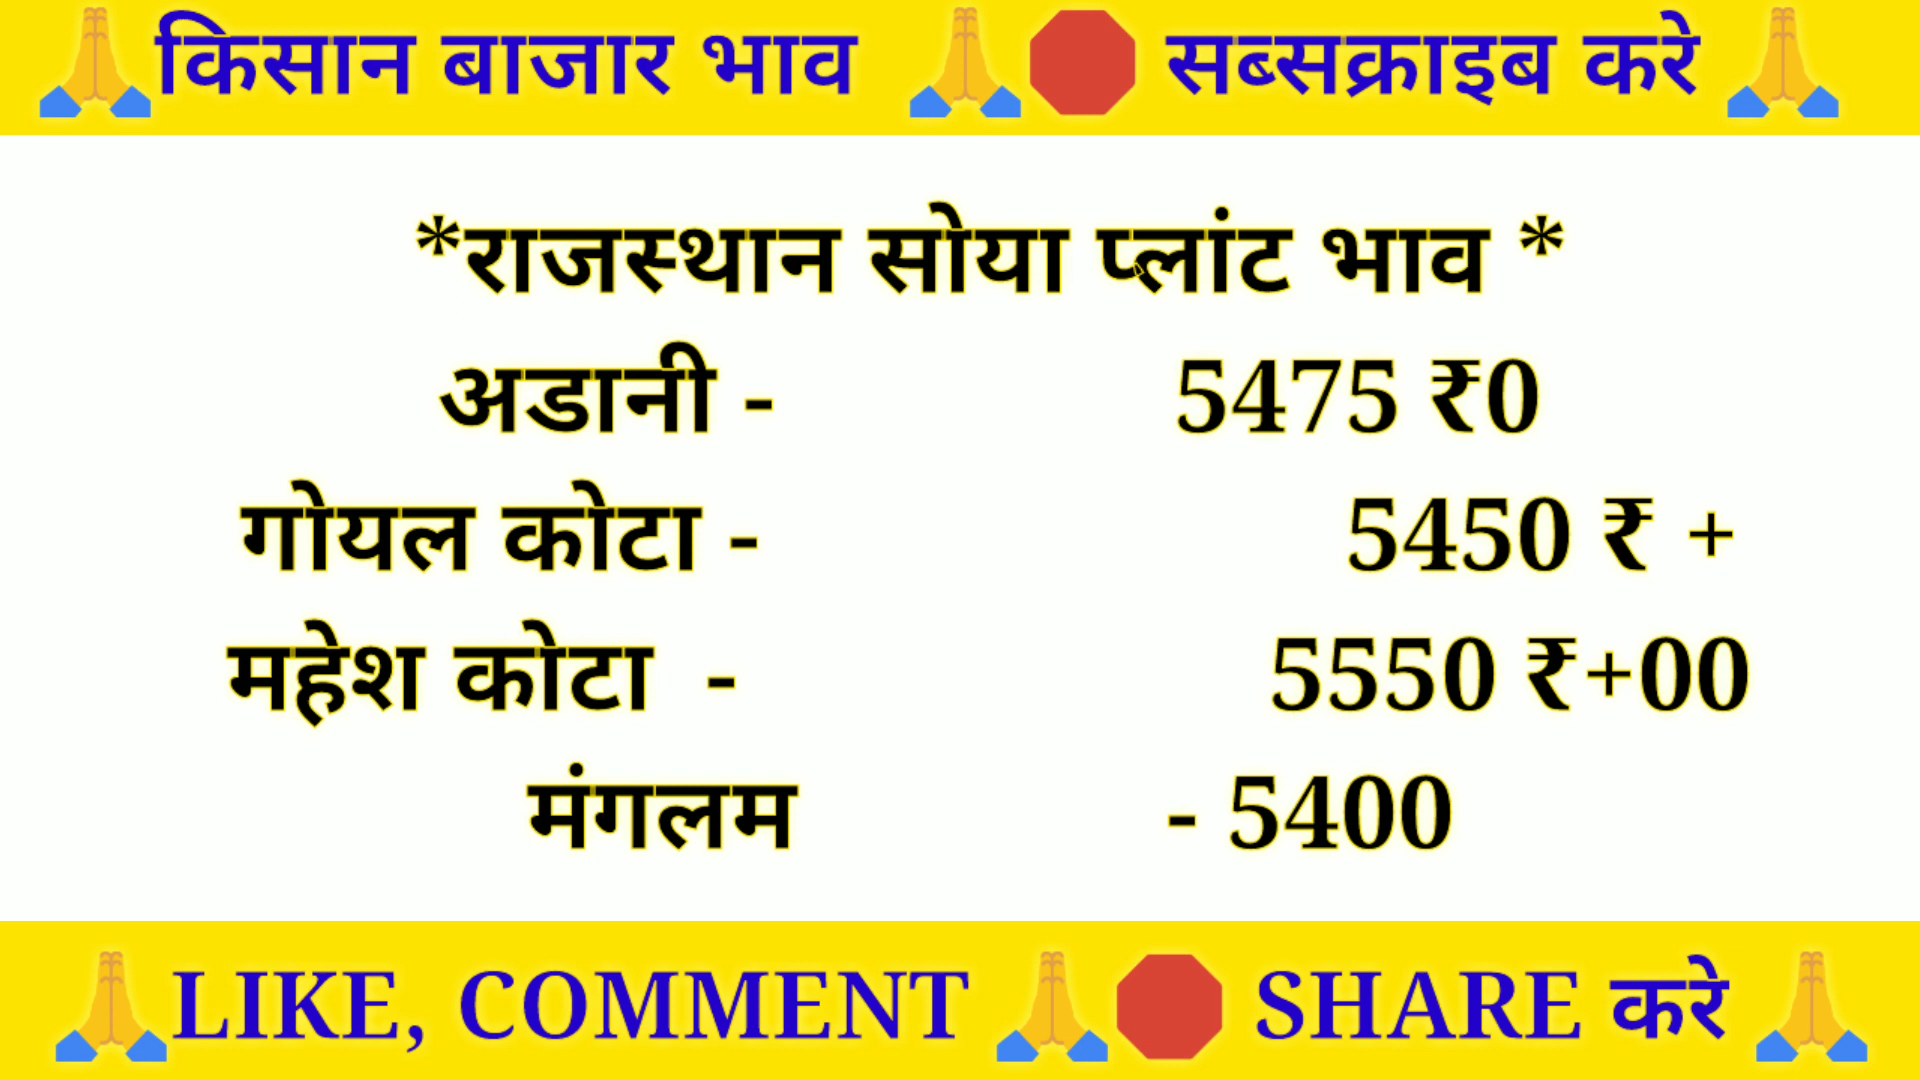 🙏किसान बाजार भाव 🙏🛑 सब्सक्राइब करे 🙏
*राजस्थान सोया प्लांट भाव *
अडानी - 5475 ₹0
गोयल कोटा - 5450 ₹ +
महेश कोटा - 5550 ₹+00
मंगलम - 5400
🙏LIKE, COMMENT 🙏🛑 SHARE करे 🙏